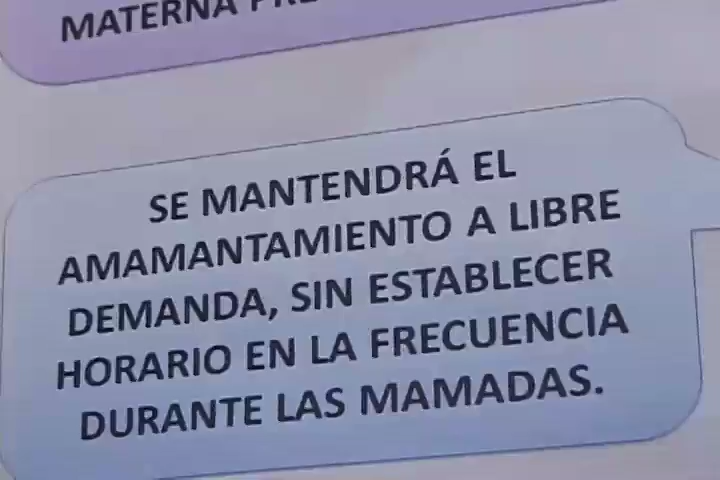 MATERNA
SE MANTENDRÁ EL
AMAMANTAMIENTO A LIBRE
DEMANDA, SIN ESTABLECER
HORARIO EN LA FRECUENCIA
DURANTE LAS MAMADAS.